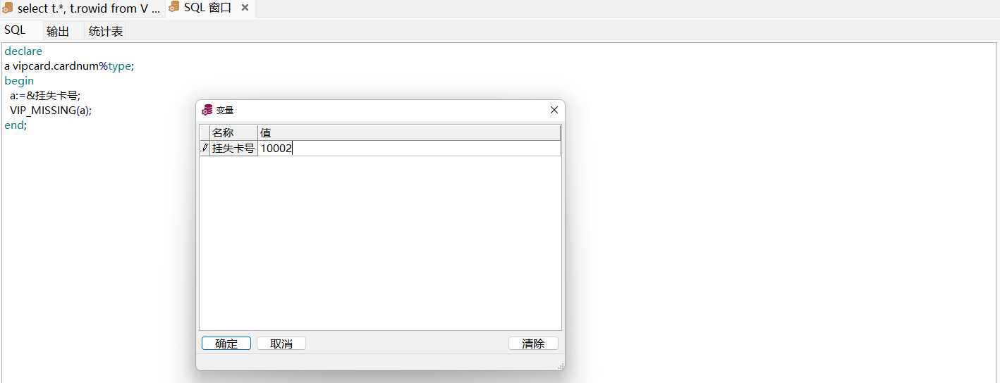 select t.*, t.rowid from V ...
SQL 窗口
SQL 输出 统计表
declare
a vipcard.cardnum%type;
begin
a:=&挂失卡号;
VIP_MISSING(a);
end;
变量
名称 值
挂失卡号 10002
确定 取消 清除